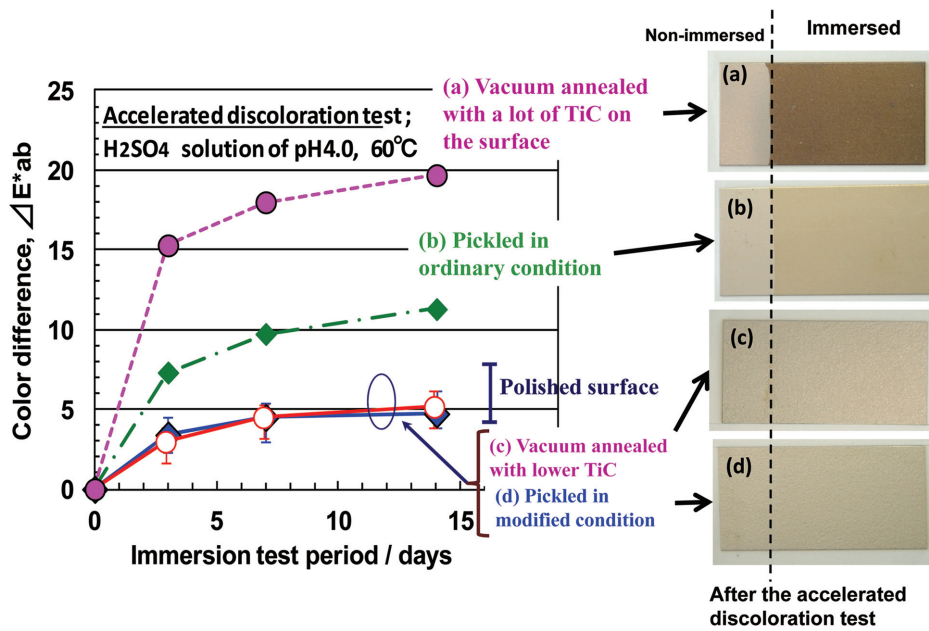 Non-immersed
Immersed
25
20
15
10
5
0
Color difference, ⊿E*ab
Accelerated discoloration test ;
H2SO4 solution of pH4.0, 60℃
(a) Vacuum annealed
with a lot of TiC on
the surface
(b) Pickled in
ordinary condition
Polished surface
(c) Vacuum annealed
with lower TiC
(d) Pickled in
modified condition
0
5
10
15
Immersion test period / days
(a)
(b)
(c)
(d)
After the accelerated
discoloration test